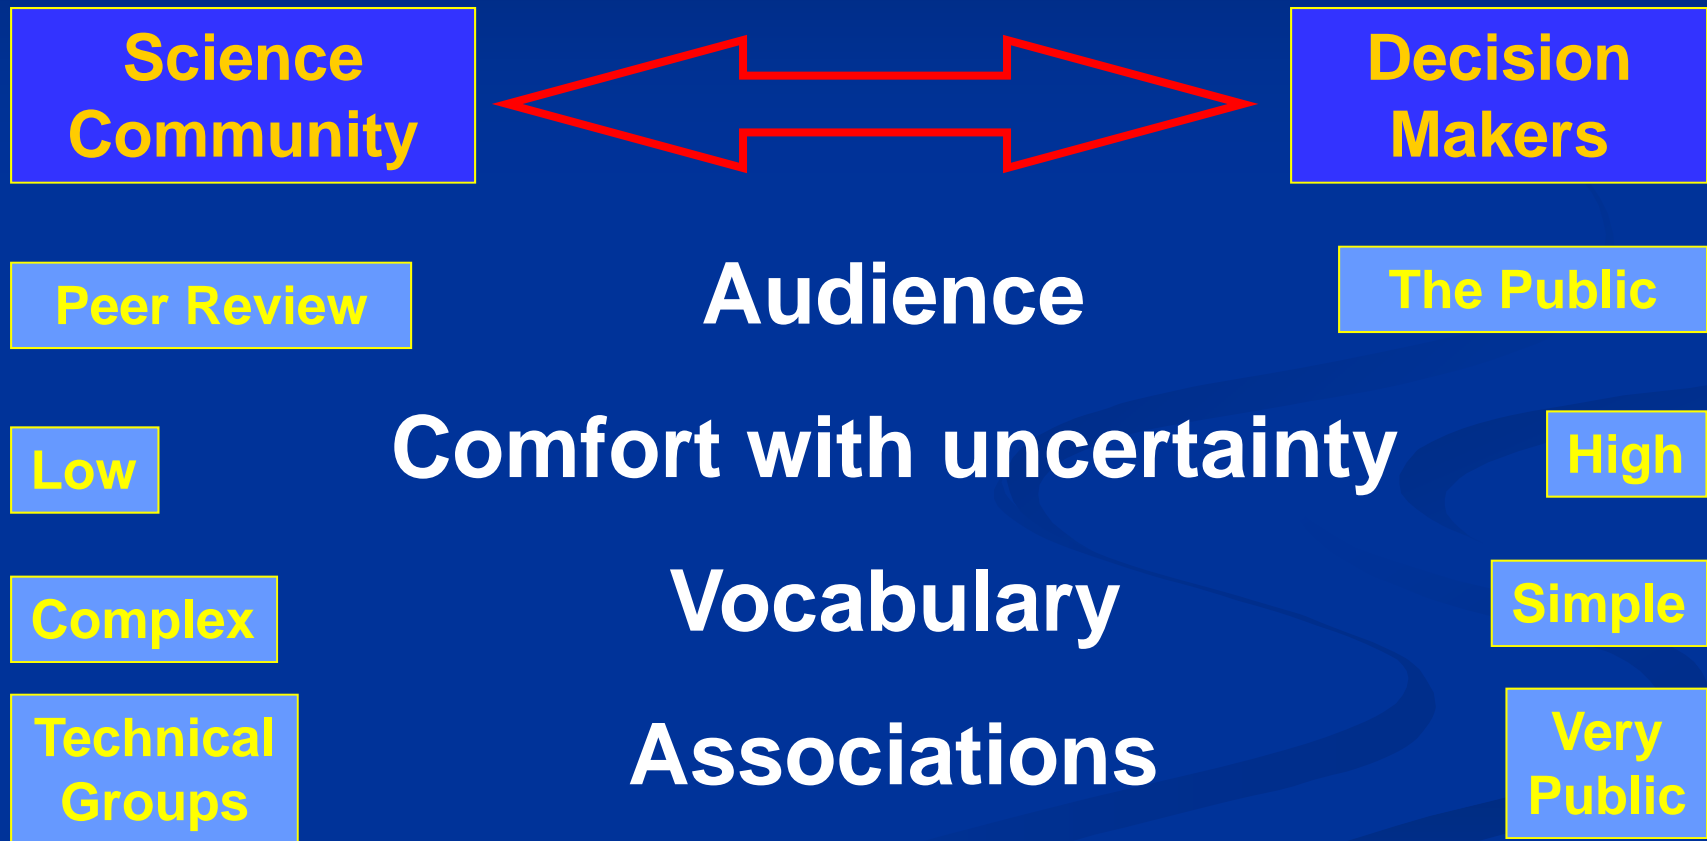 Science
Community
Decision
Makers
Peer Review
Audience
The Public
Low
Comfort with uncertainty
High
Complex
Vocabulary
Simple
Technical
Groups
Associations
Very
Public